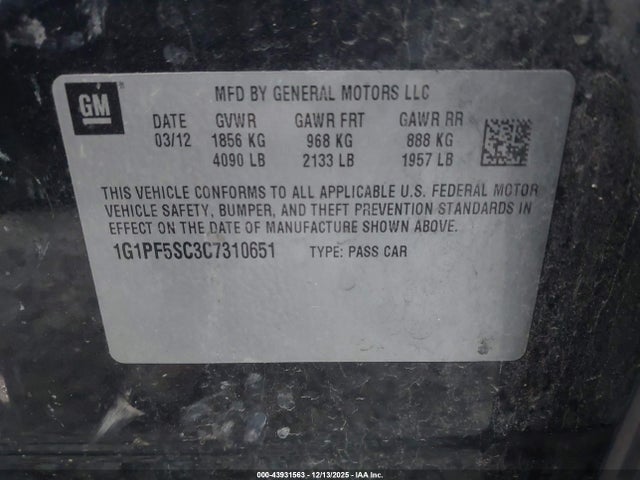 GM
MFD BY GENERAL MOTORS LLC
DATE GVWR GAWR FRT GAWR RR
03/12 1856 KG 968 KG 888 KG
4090 LB 2133 LB 1957 LB
THIS VEHICLE CONFORMS TO ALL APPLICABLE U.S. FEDERAL MOTOR
VEHICLE SAFETY, BUMPER, AND THEFT PREVENTION STANDARDS IN
EFFECT ON THE DATE OF MANUFACTURE SHOWN ABOVE.
1G1PF5SC3C7310651 TYPE: PASS CAR
000-43931563 - 12/13/2025 - IAA Inc.